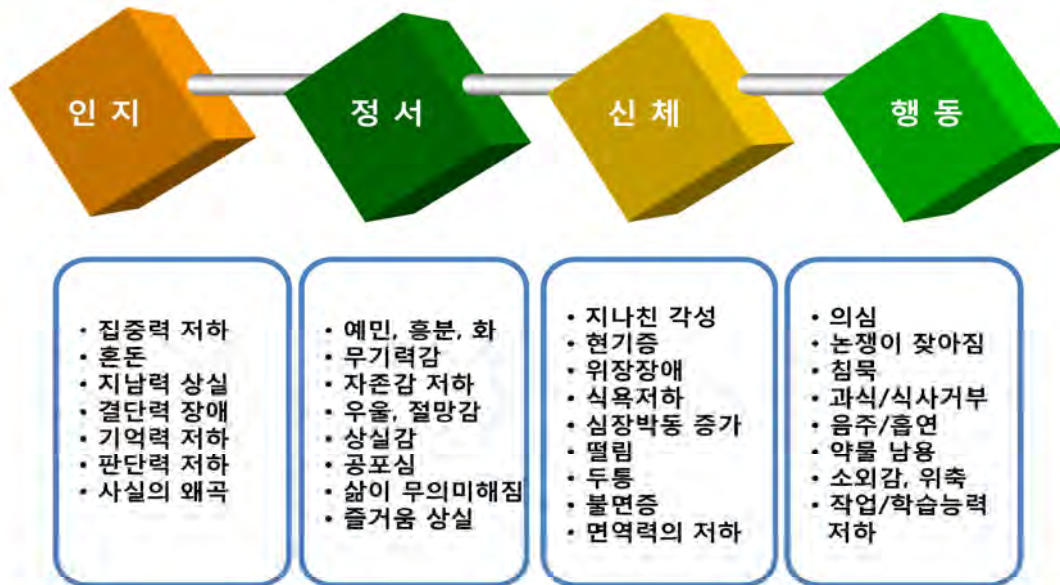 인 지
정 서
신 체
행 동
• 집중력 저하
• 혼돈
• 지남력 상실
• 결단력 장애
• 기억력 저하
• 판단력 저하
• 사실의 왜곡
• 예민, 흥분, 화
• 무기력감
• 자존감 저하
• 우울, 절망감
• 상실감
• 공포심
• 삶이 무의미해짐
• 즐거움 상실
• 지나친 각성
• 현기증
• 위장장애
• 식욕저하
• 심장박동 증가
• 떨림
• 두통
• 불면증
• 면역력의 저하
• 의심
• 논쟁이 잦아짐
• 침묵
• 과식/식사거부
• 음주/흡연
• 약물 남용
• 소외감, 위축
• 작업/학습능력
저하